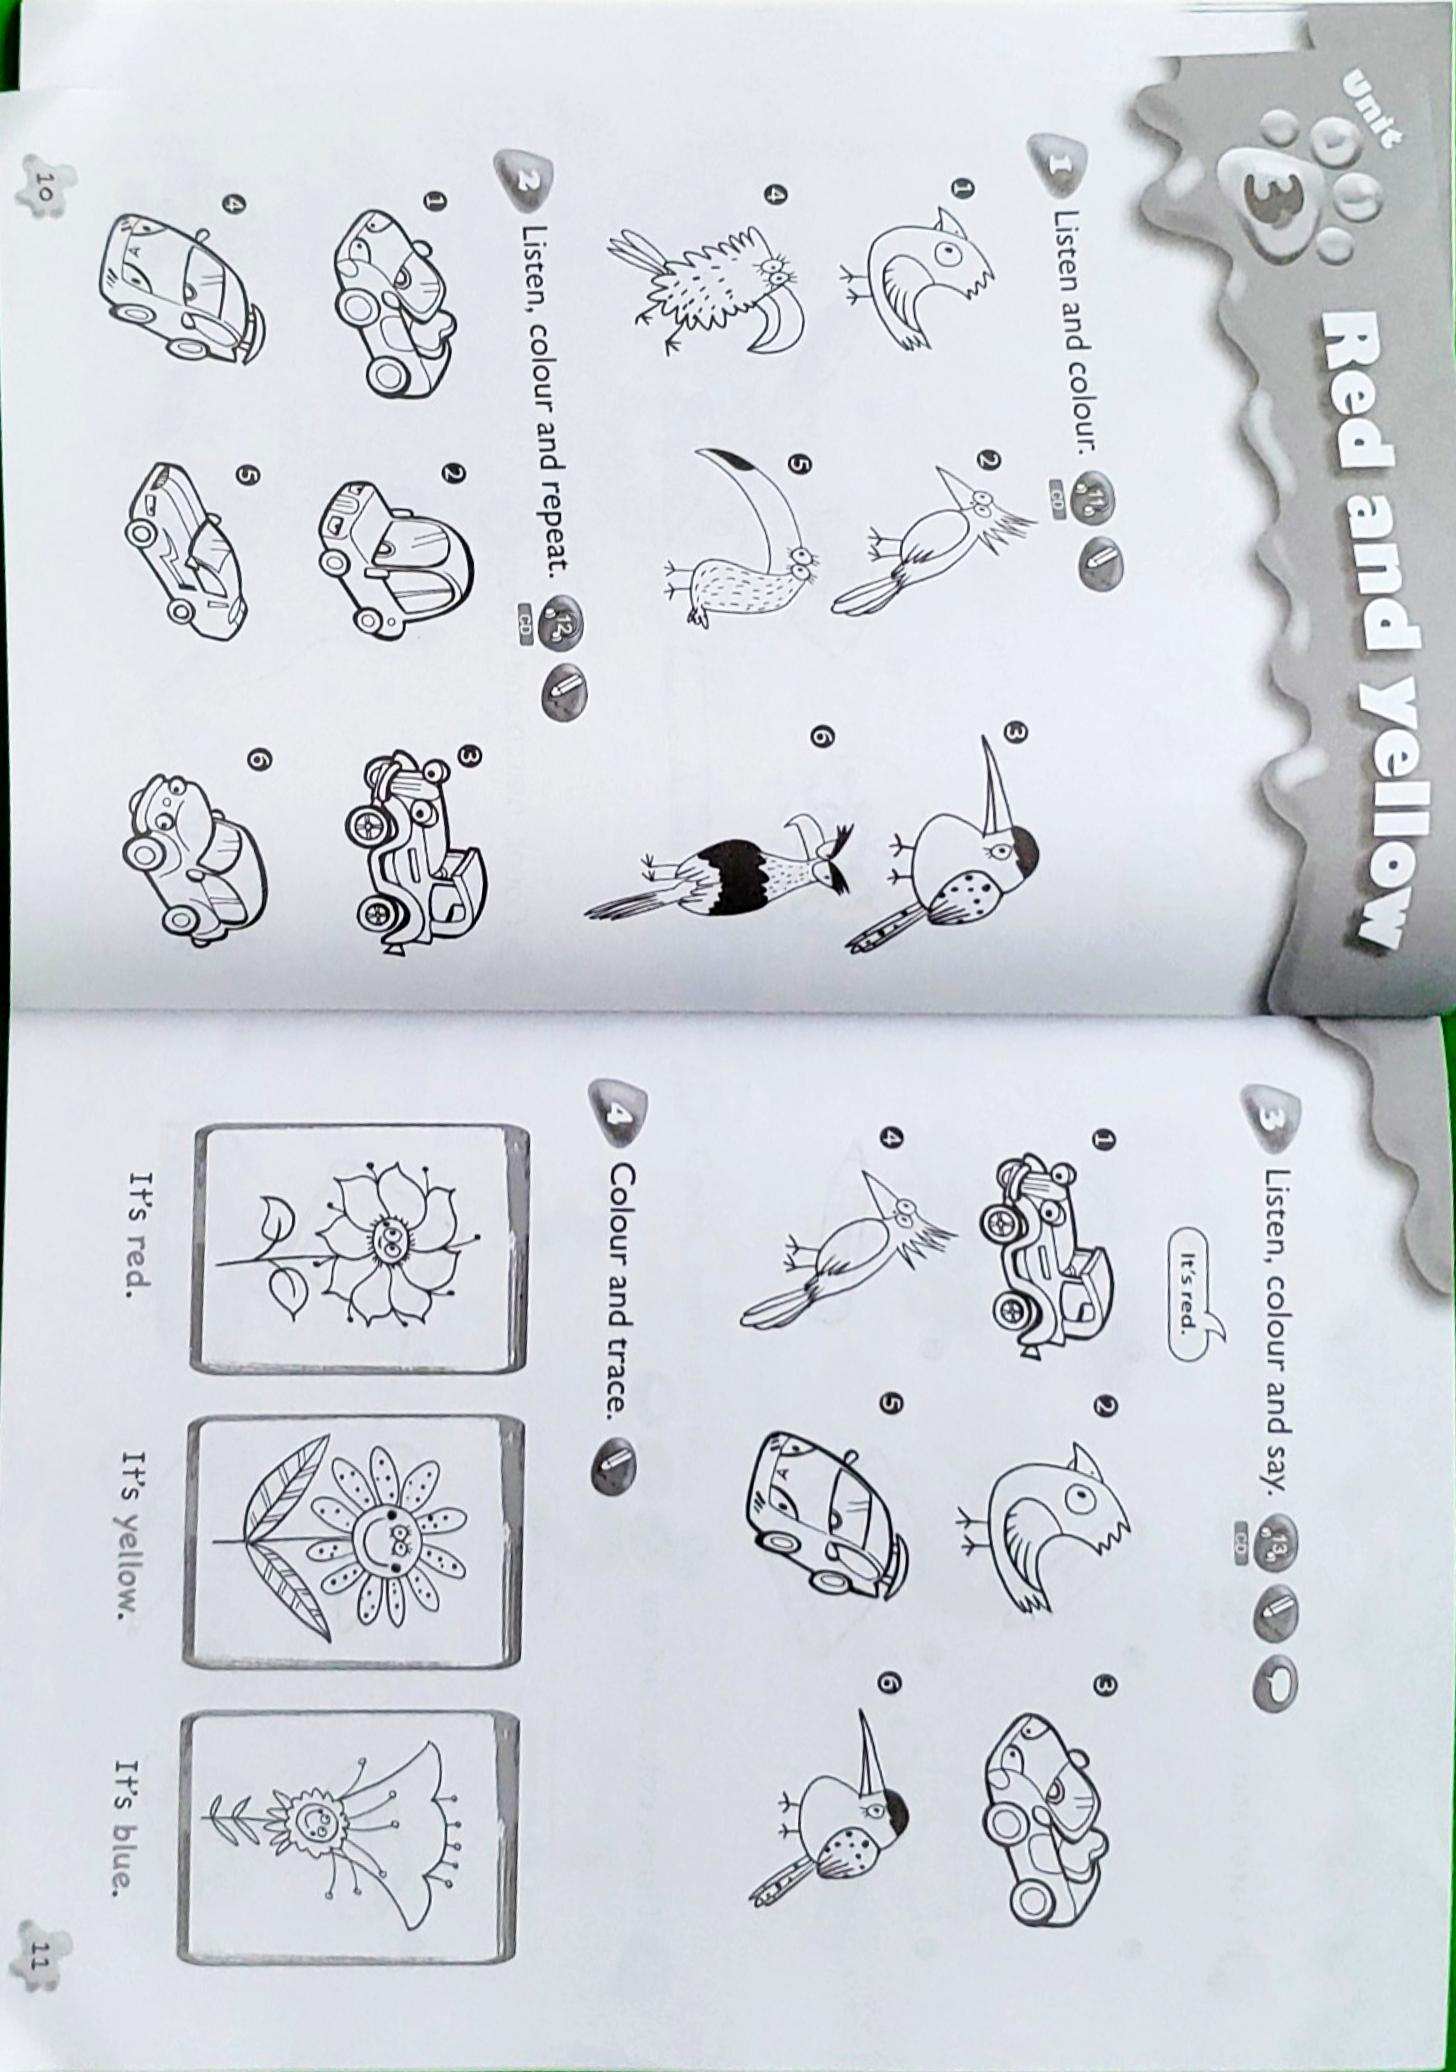 Unit
3
Red and yellow
1 Listen and colour. 11
CD
1
2
3
4
5
6
2 Listen, colour and repeat. 12
CD
1
2
3
4
5
6
10
3 Listen, colour and say. 13
CD
It's red.
1
2
3
4
5
6
4 Colour and trace.
It's red.
It's yellow.
It's blue.
11